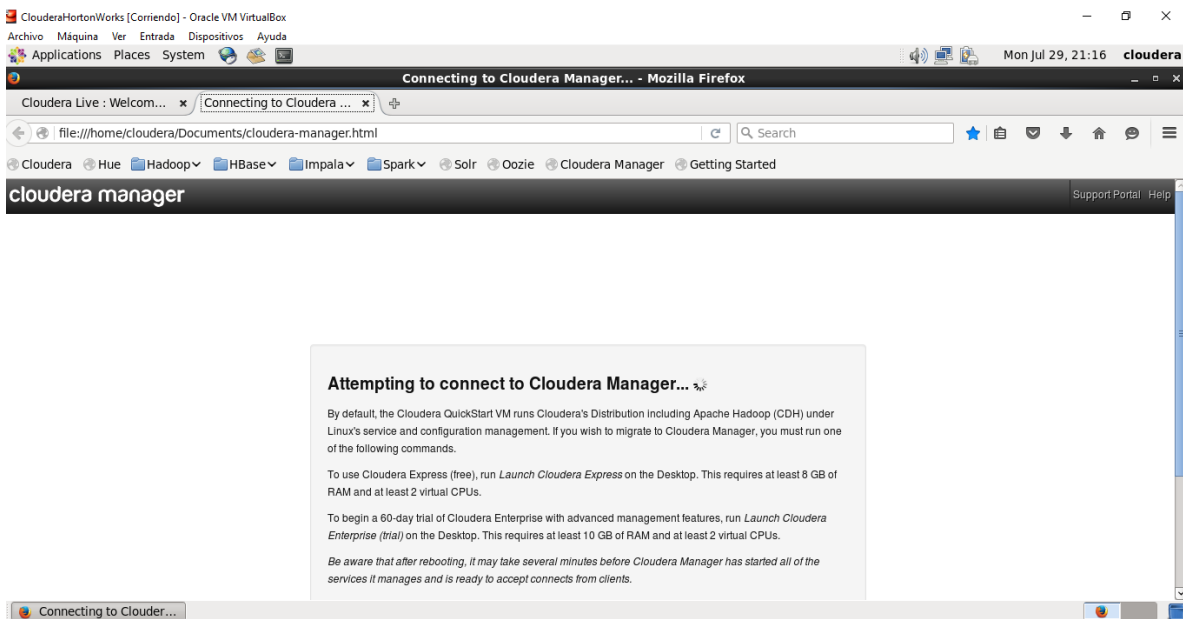 ClouderaHortonWorks [Corriendo] - Oracle VM VirtualBox
Archivo Máquina Ver Entrada Dispositivos Ayuda
Applications Places System Mon Jul 29, 21:16 cloudera
Connecting to Cloudera Manager... - Mozilla Firefox
Cloudera Live : Welcom... Connecting to Cloudera ...
file:///home/cloudera/Documents/cloudera-manager.html Search
Cloudera Hue Hadoop HBase Impala Spark Solr Oozie Cloudera Manager Getting Started
cloudera manager Support Portal Help
Attempting to connect to Cloudera Manager...
By default, the Cloudera QuickStart VM runs Cloudera's Distribution including Apache Hadoop (CDH) under
Linux's service and configuration management. If you wish to migrate to Cloudera Manager, you must run one
of the following commands.
To use Cloudera Express (free), run Launch Cloudera Express on the Desktop. This requires at least 8 GB of
RAM and at least 2 virtual CPUs.
To begin a 60-day trial of Cloudera Enterprise with advanced management features, run Launch Cloudera
Enterprise (trial) on the Desktop. This requires at least 10 GB of RAM and at least 2 virtual CPUs.
Be aware that after rebooting, it may take several minutes before Cloudera Manager has started all of the
services it manages and is ready to accept connects from clients.
Connecting to Clouder...